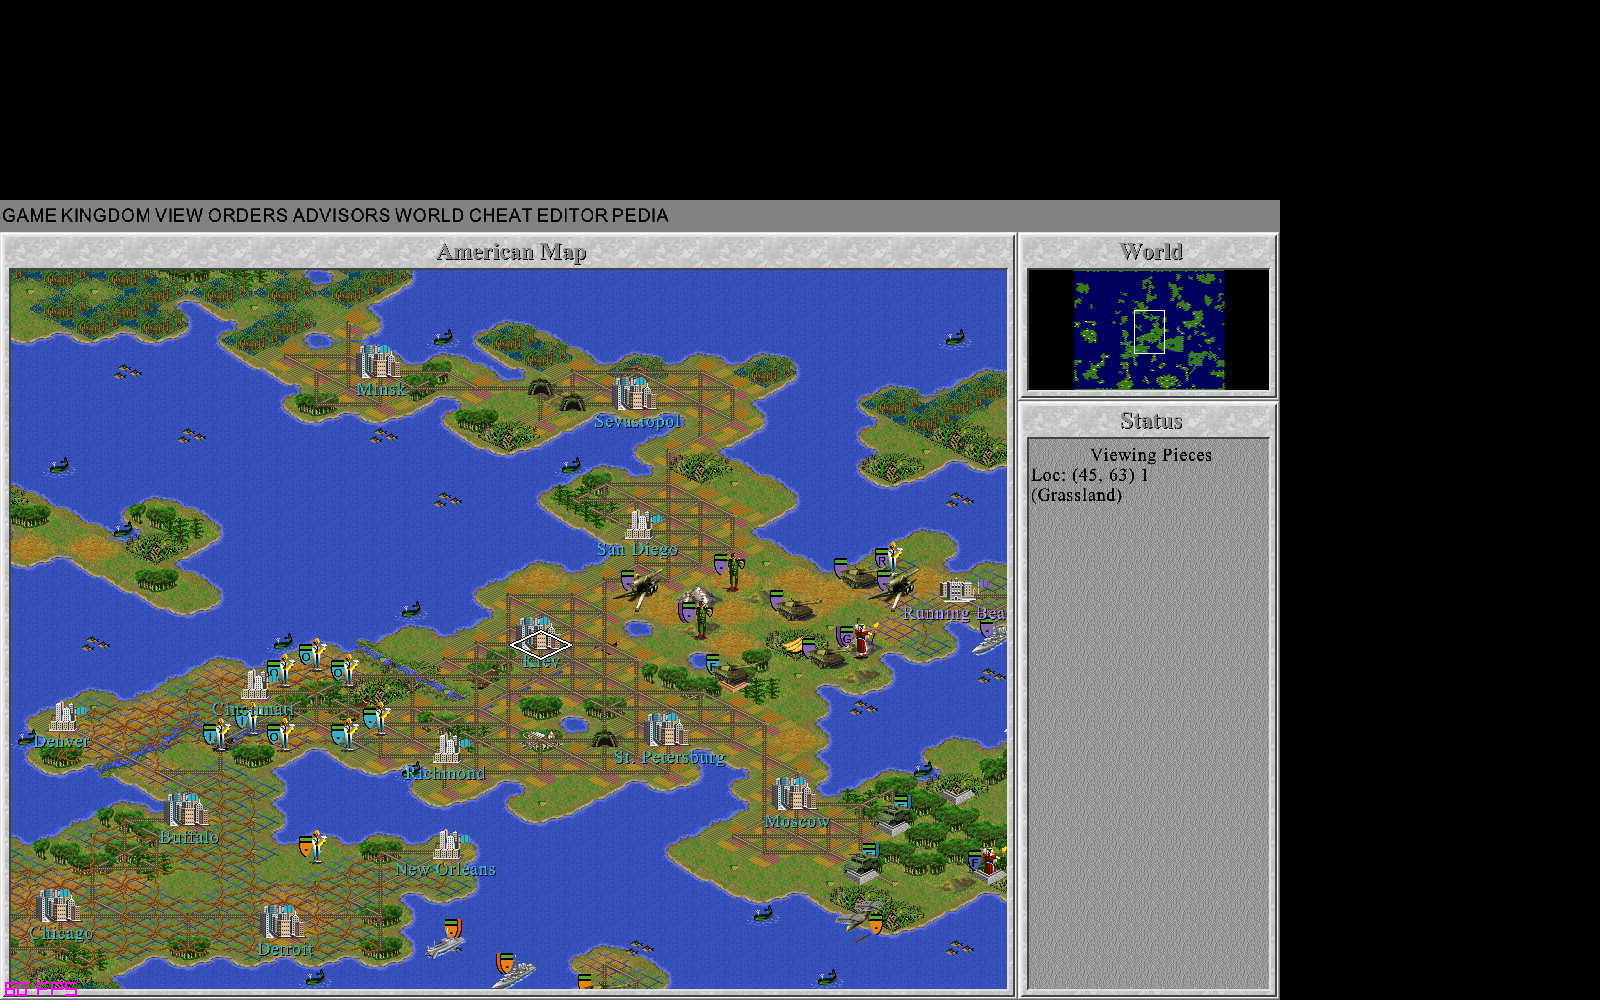 GAME KINGDOM VIEW ORDERS ADVISORS WORLD CHEAT EDITOR PEDIA
American Map
World
Minsk
Sevastopol
Status
Viewing Pieces
Loc: (45, 63) 1
(Grassland)
San Diego
Running Bea
Kiev
Cincinnati
Denver
Richmond
St. Petersburg
Moscow
Buffalo
New Orleans
Chicago
Detroit
60 FPS